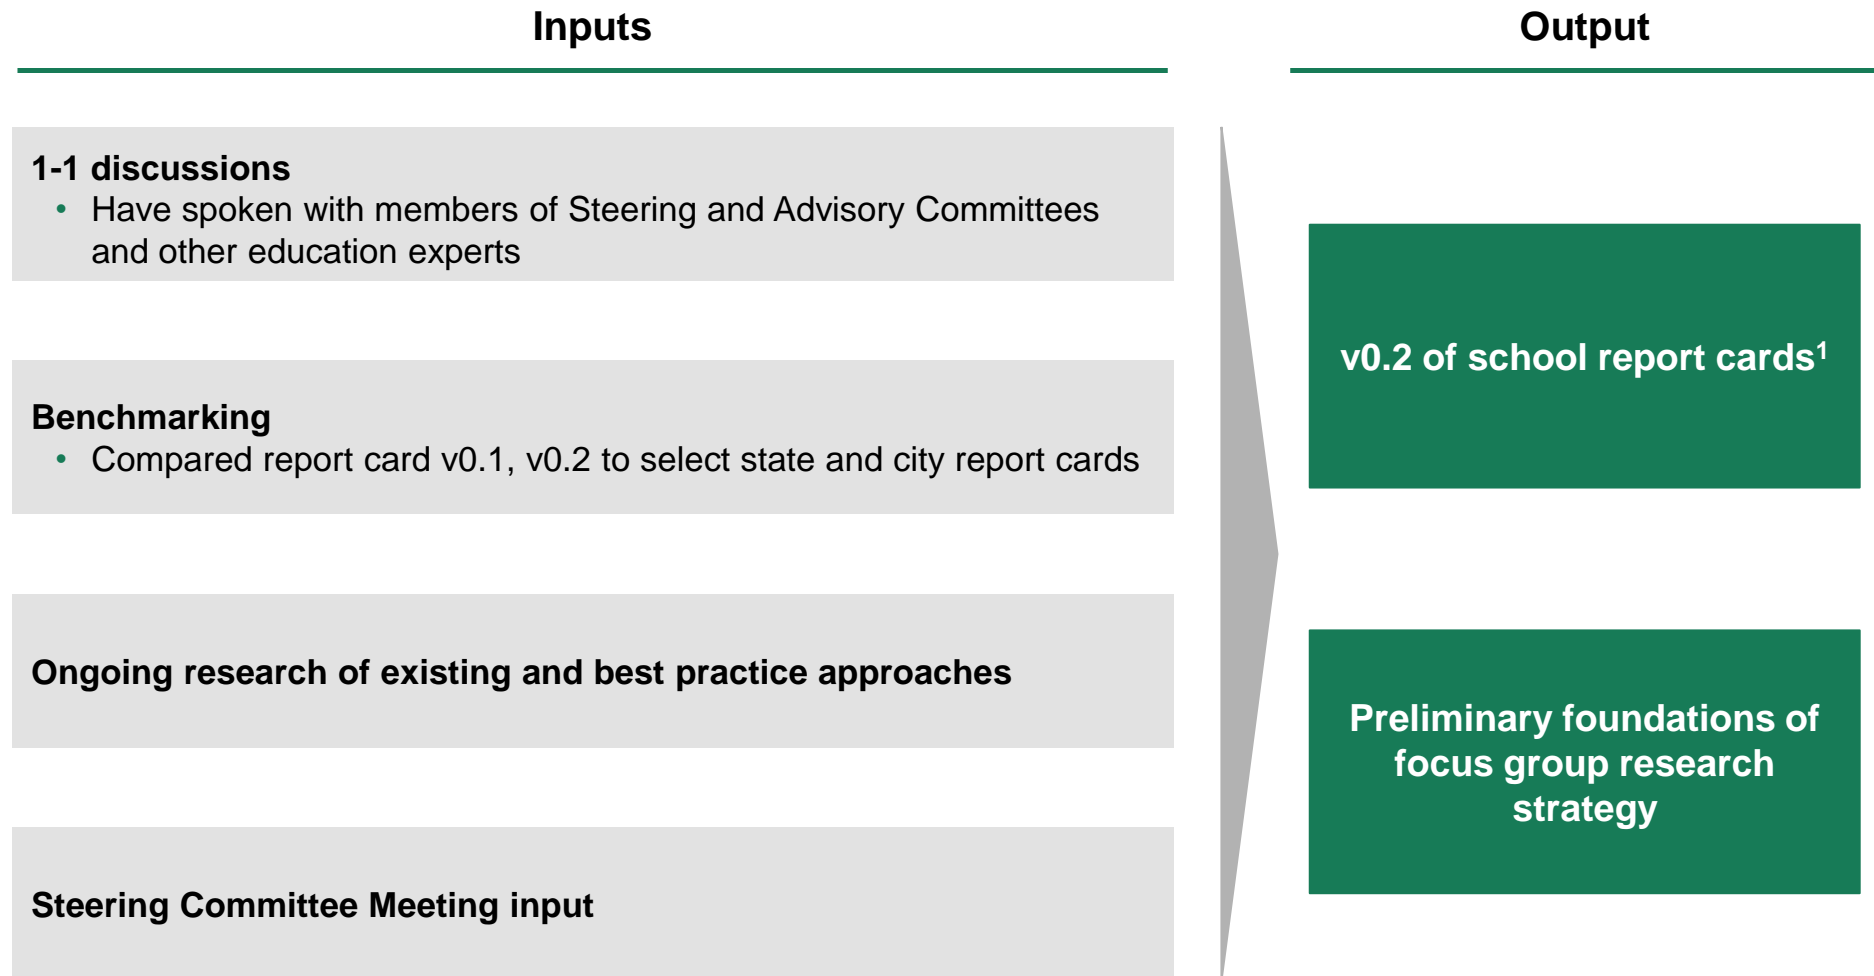 Inputs
Output
1-1 discussions
• Have spoken with members of Steering and Advisory Committees
and other education experts
Benchmarking
• Compared report card v0.1, v0.2 to select state and city report cards
Ongoing research of existing and best practice approaches
Steering Committee Meeting input
v0.2 of school report cards¹
Preliminary foundations of
focus group research
strategy